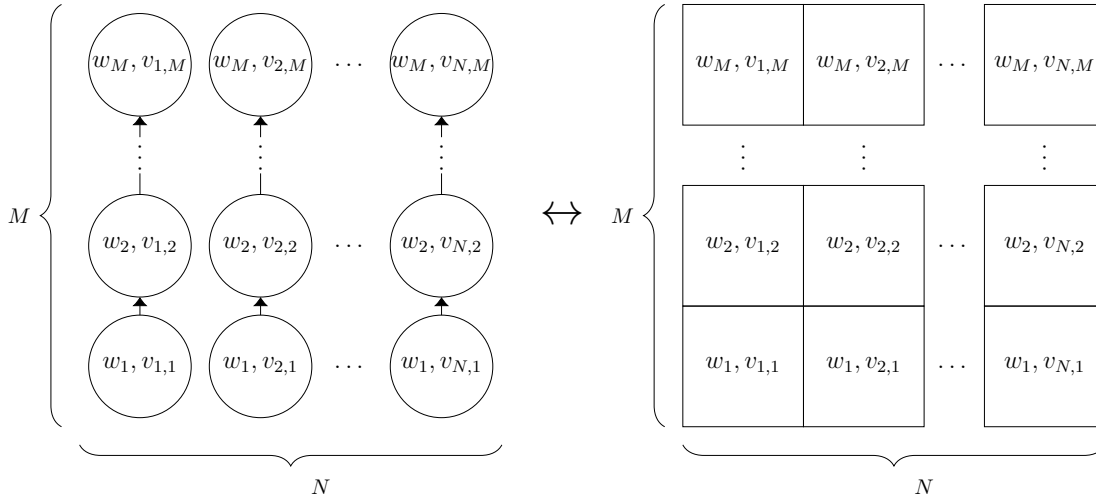 w_M, v_{1,M} w_M, v_{2,M} ... w_M, v_{N,M} w_M, v_{1,M} w_M, v_{2,M} ... w_M, v_{N,M}
⋮ ⋮ ⋮ ⋮ ⋮ ⋮
M ↔ M
w_2, v_{1,2} w_2, v_{2,2} ... w_2, v_{N,2} w_2, v_{1,2} w_2, v_{2,2} ... w_2, v_{N,2}
w_1, v_{1,1} w_1, v_{2,1} ... w_1, v_{N,1} w_1, v_{1,1} w_1, v_{2,1} ... w_1, v_{N,1}
N N